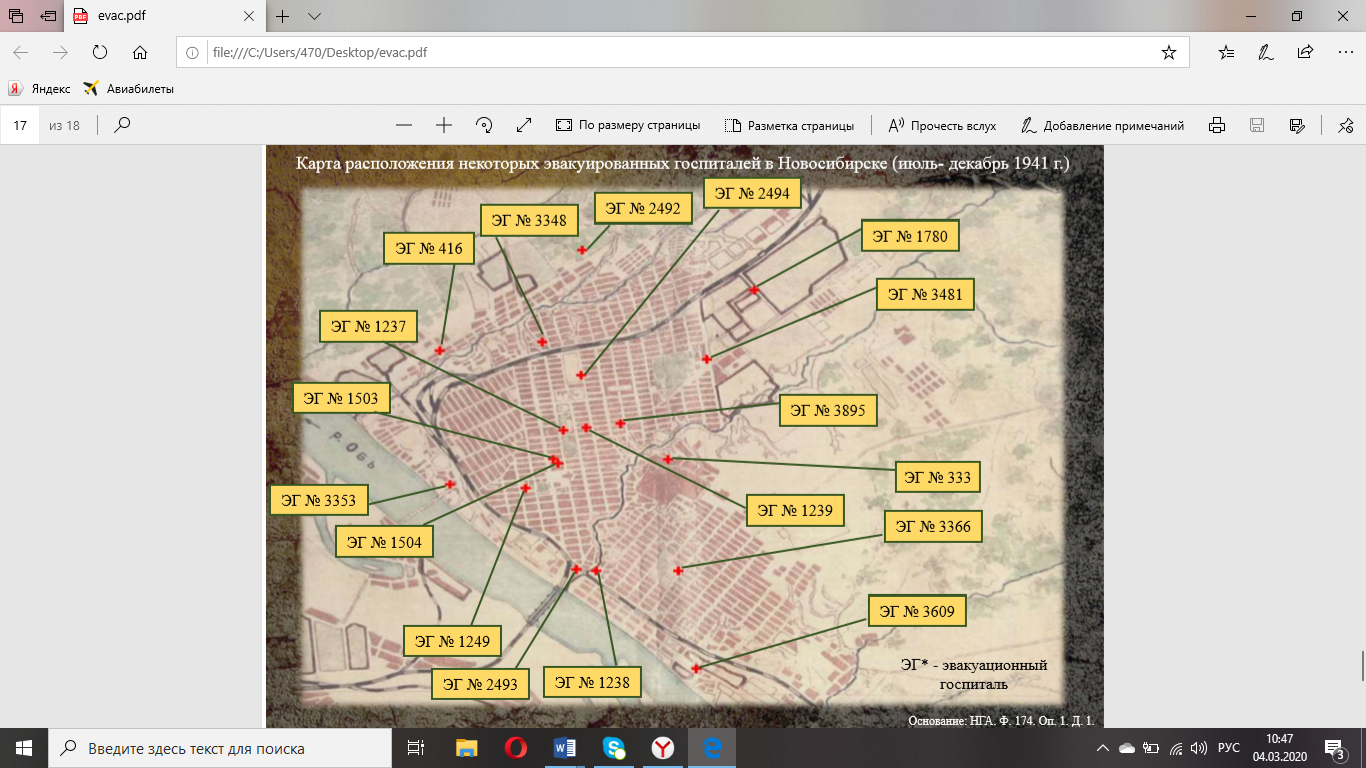 evac.pdf
file:///C:/Users/470/Desktop/evac.pdf
Яндекс
Авиабилеты
17 из 18
По размеру страницы
Разметка страницы
Прочесть вслух
Добавление примечаний
Карта расположения некоторых эвакуированных госпиталей в Новосибирске (июль- декабрь 1941 г.)
ЭГ № 2494
ЭГ № 2492
ЭГ № 3348
ЭГ № 1780
ЭГ № 416
ЭГ № 3481
ЭГ № 1237
ЭГ № 1503
ЭГ № 3895
р. Обь
ЭГ № 333
ЭГ № 3353
ЭГ № 1239
ЭГ № 3366
ЭГ № 1504
ЭГ № 3609
ЭГ № 1249
ЭГ* - эвакуационный
госпиталь
ЭГ № 2493
ЭГ № 1238
Основание: НГА. Ф. 174. Оп. 1. Д. 1.
Введите здесь текст для поиска
РУС
10:47
04.03.2020
3